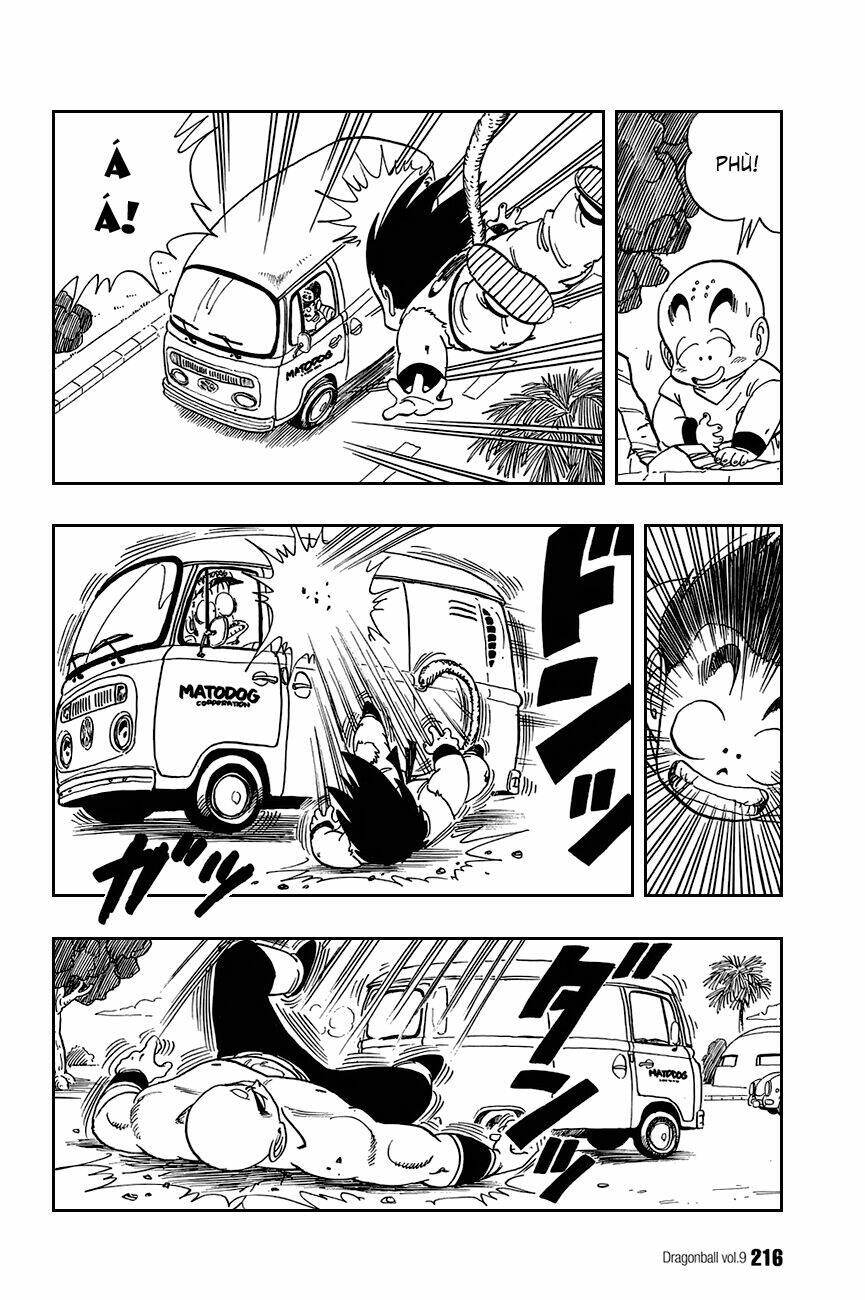 PHÙ!
Á
Á!
MATODOG
MATODOG
CORPORATION
ドンッ
ガッ
MATODOG
ダンッ
Dragonball vol.9 216